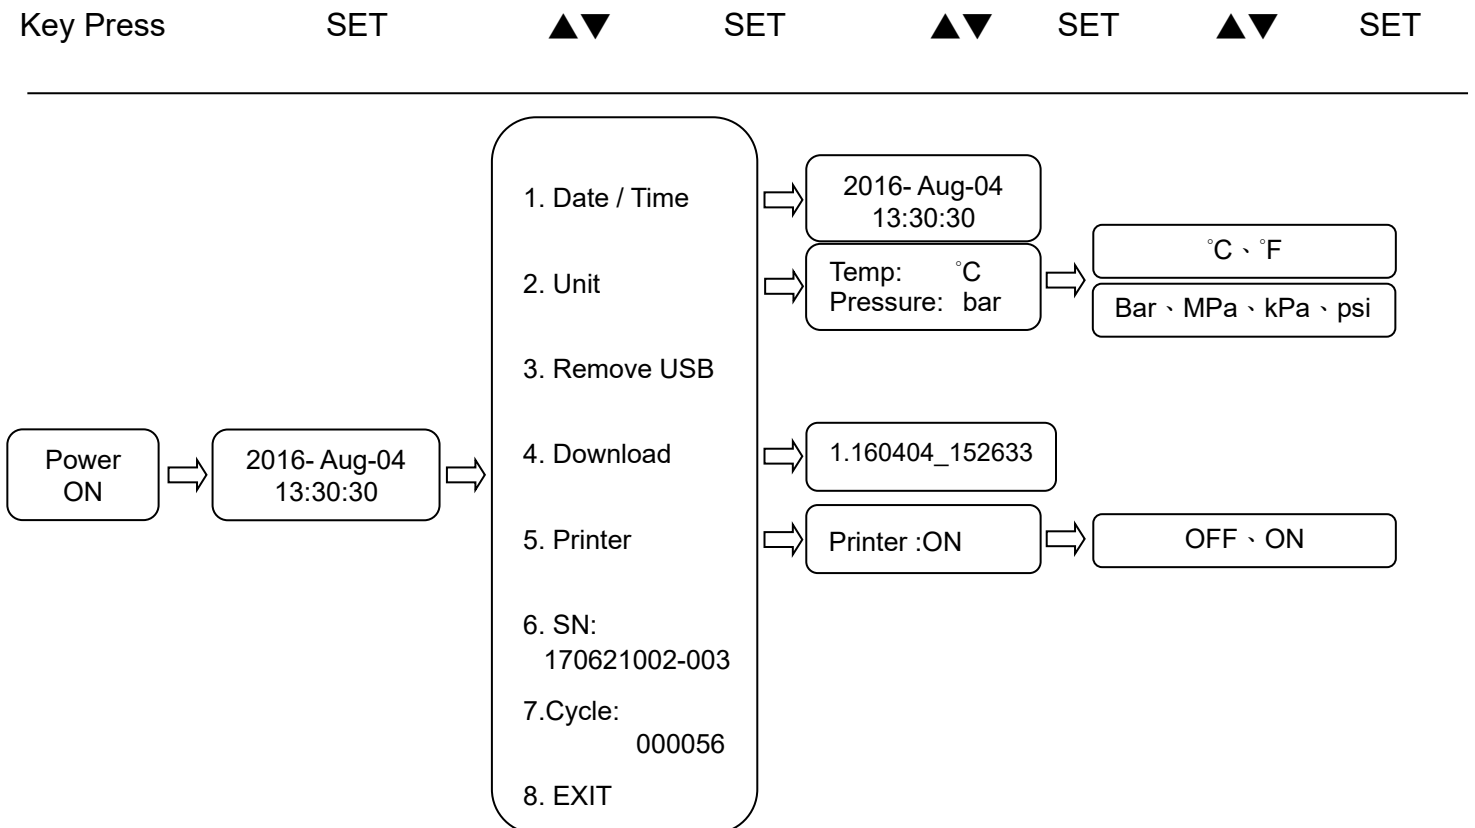 Key Press SET ▲▼ SET ▲▼ SET ▲▼ SET
Power
ON
2016- Aug-04
13:30:30
1. Date / Time
2. Unit
3. Remove USB
4. Download
5. Printer
6. SN:
170621002-003
7.Cycle:
000056
8. EXIT
2016- Aug-04
13:30:30
Temp: °C
Pressure: bar
°C、°F
Bar、MPa、kPa、psi
1.160404_152633
Printer :ON
OFF、ON